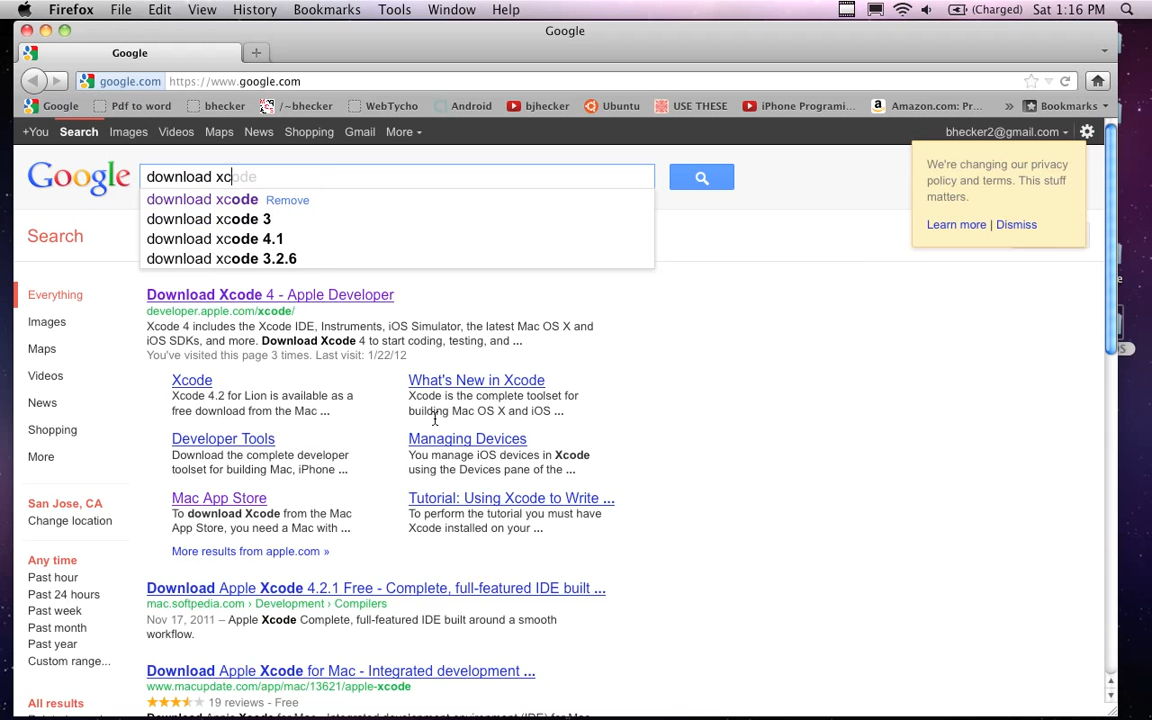 Firefox File Edit View History Bookmarks Tools Window Help (Charged) Sat 1:16 PM
Google
Google
google.com https://www.google.com
Google Pdf to word bhecker /~bhecker WebTycho Android bjhecker Ubuntu USE THESE iPhone Programi... Amazon.com: Pr... » Bookmarks
+You Search Images Videos Maps News Shopping Gmail More bhecker2@gmail.com
We're changing our privacy
policy and terms. This stuff
matters.
Learn more | Dismiss
Google download xcode
download xcode Remove
download xcode 3
download xcode 4.1
download xcode 3.2.6
Search
Everything
Images
Maps
Videos
News
Shopping
More
San Jose, CA
Change location
Any time
Past hour
Past 24 hours
Past week
Past month
Past year
Custom range...
All results
Download Xcode 4 - Apple Developer
developer.apple.com/xcode/
Xcode 4 includes the Xcode IDE, Instruments, iOS Simulator, the latest Mac OS X and
iOS SDKs, and more. Download Xcode 4 to start coding, testing, and ...
You've visited this page 3 times. Last visit: 1/22/12
Xcode
Xcode 4.2 for Lion is available as a
free download from the Mac ...
What's New in Xcode
Xcode is the complete toolset for
building Mac OS X and iOS ...
Developer Tools
Download the complete developer
toolset for building Mac, iPhone ...
Managing Devices
You manage iOS devices in Xcode
using the Devices pane of the ...
Mac App Store
To download Xcode from the Mac
App Store, you need a Mac with ...
Tutorial: Using Xcode to Write ...
To perform the tutorial you must have
Xcode installed on your ...
More results from apple.com »
Download Apple Xcode 4.2.1 Free - Complete, full-featured IDE built ...
mac.softpedia.com › Development › Compilers
Nov 17, 2011 – Apple Xcode Complete, full-featured IDE built around a smooth
workflow.
Download Apple Xcode for Mac - Integrated development ...
www.macupdate.com/app/mac/13621/apple-xcode
19 reviews - Free